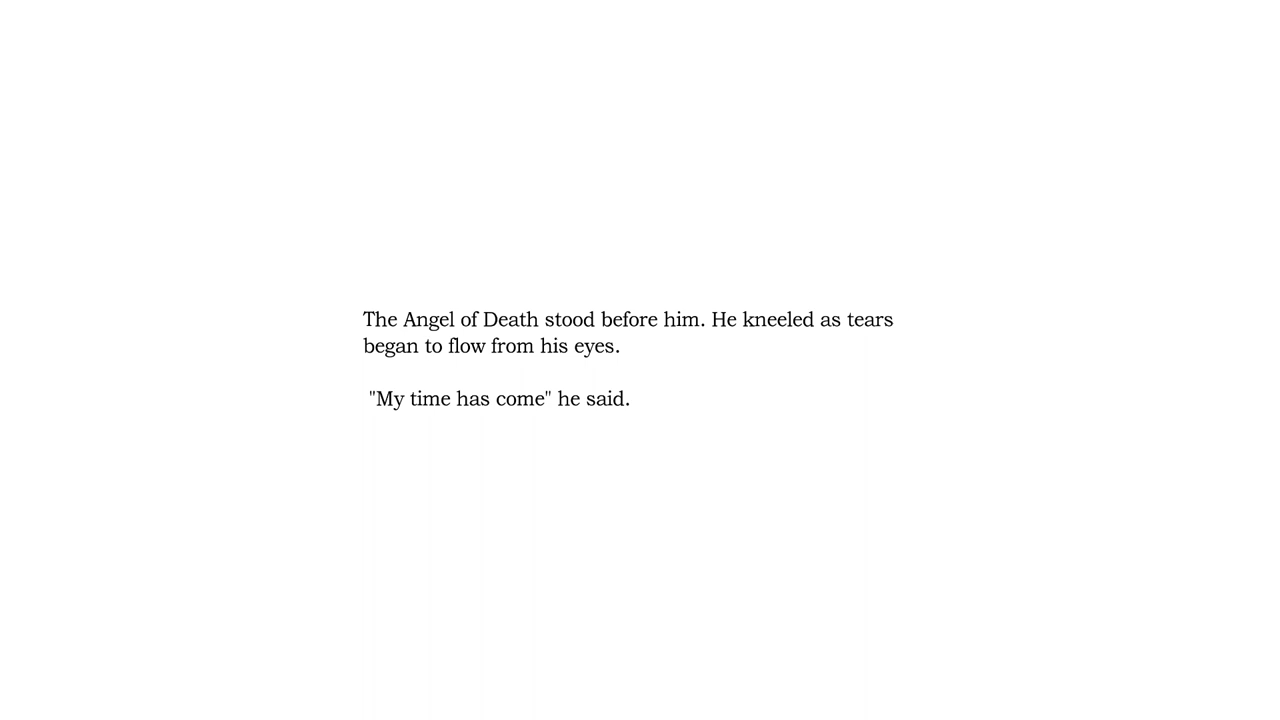 The Angel of Death stood before him. He kneeled as tears
began to flow from his eyes.
"My time has come" he said.